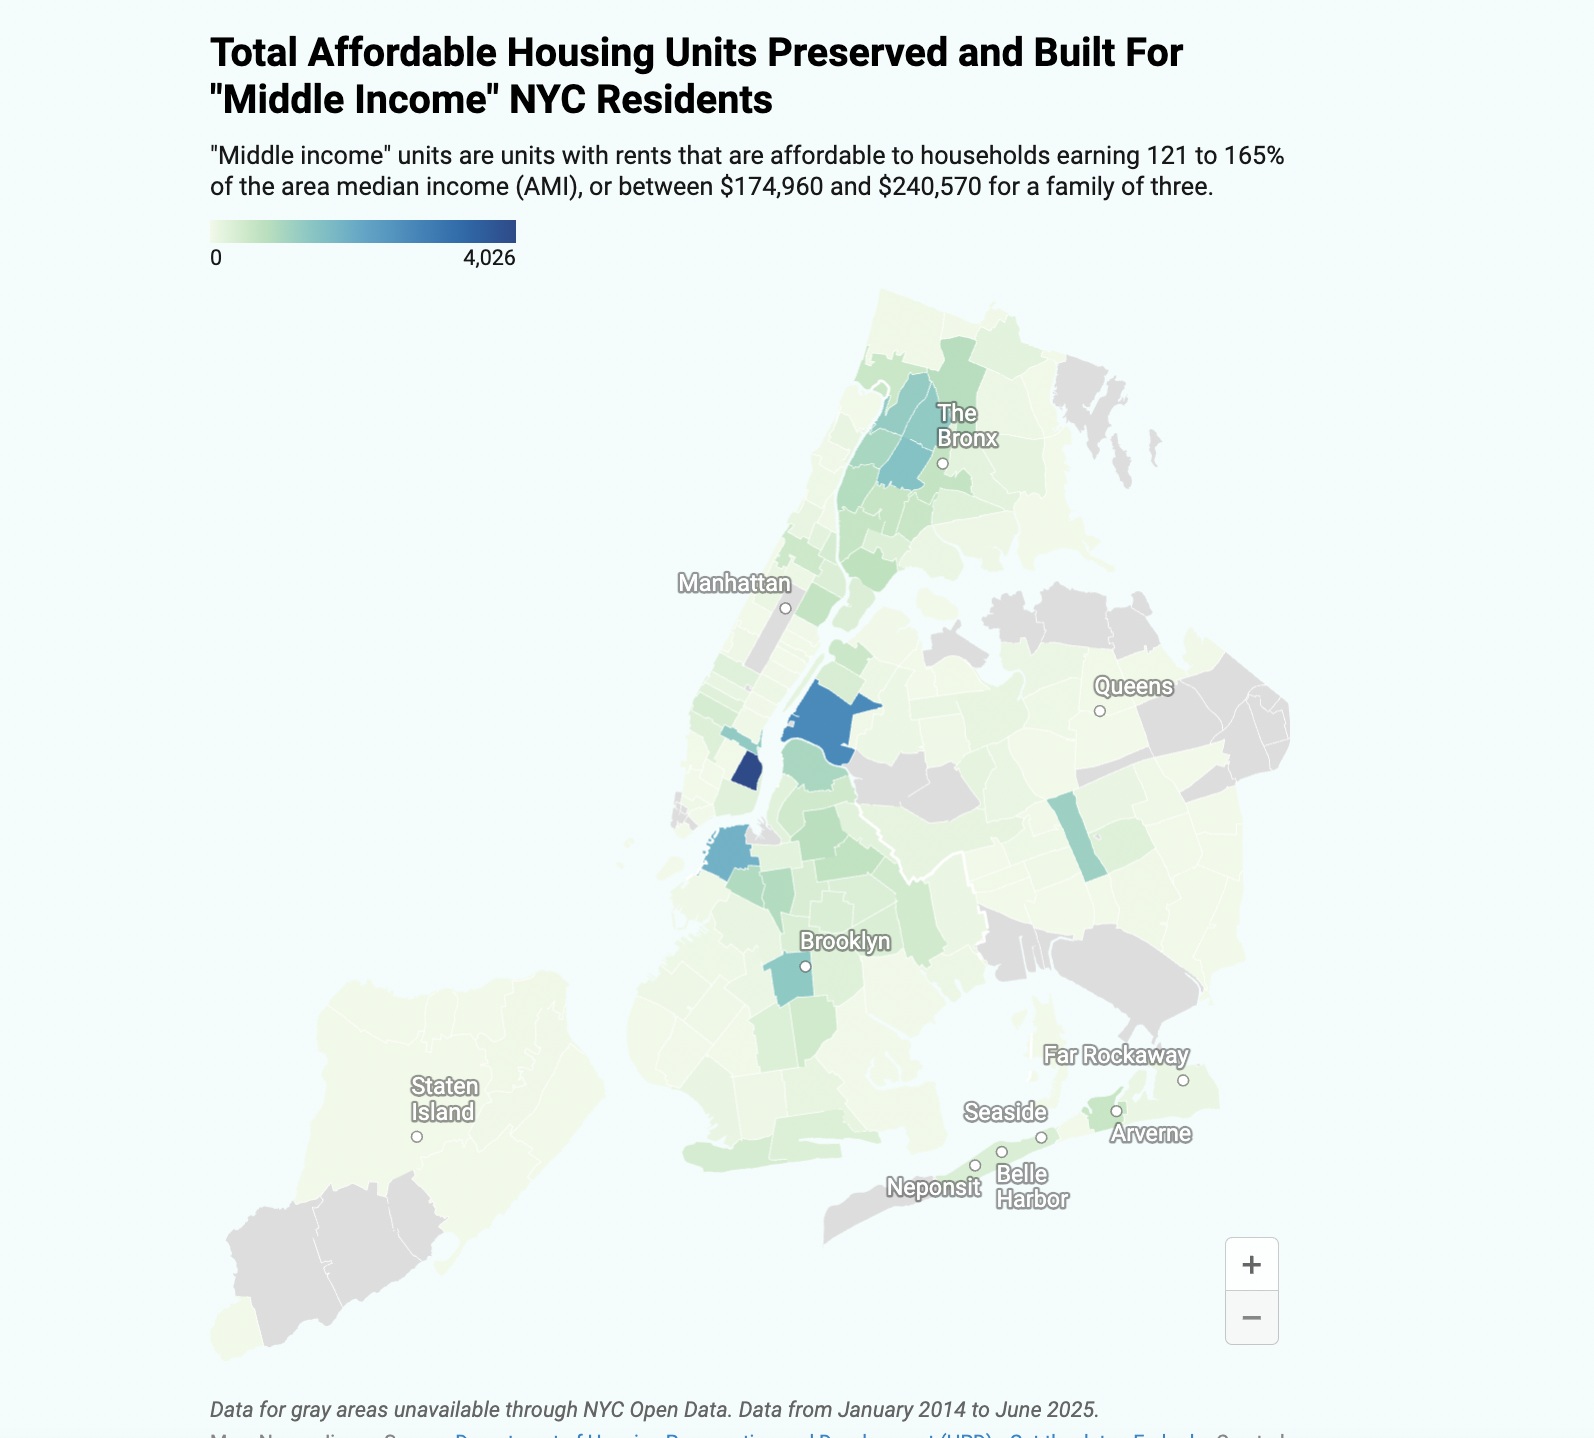 Total Affordable Housing Units Preserved and Built For
"Middle Income" NYC Residents
"Middle income" units are units with rents that are affordable to households earning 121 to 165%
of the area median income (AMI), or between $174,960 and $240,570 for a family of three.
0 4,026
The
Bronx
Manhattan
Queens
Brooklyn
Far Rockaway
Staten
Island
Seaside
Arverne
Neponsit
Belle
Harbor
+
−
Data for gray areas unavailable through NYC Open Data. Data from January 2014 to June 2025.